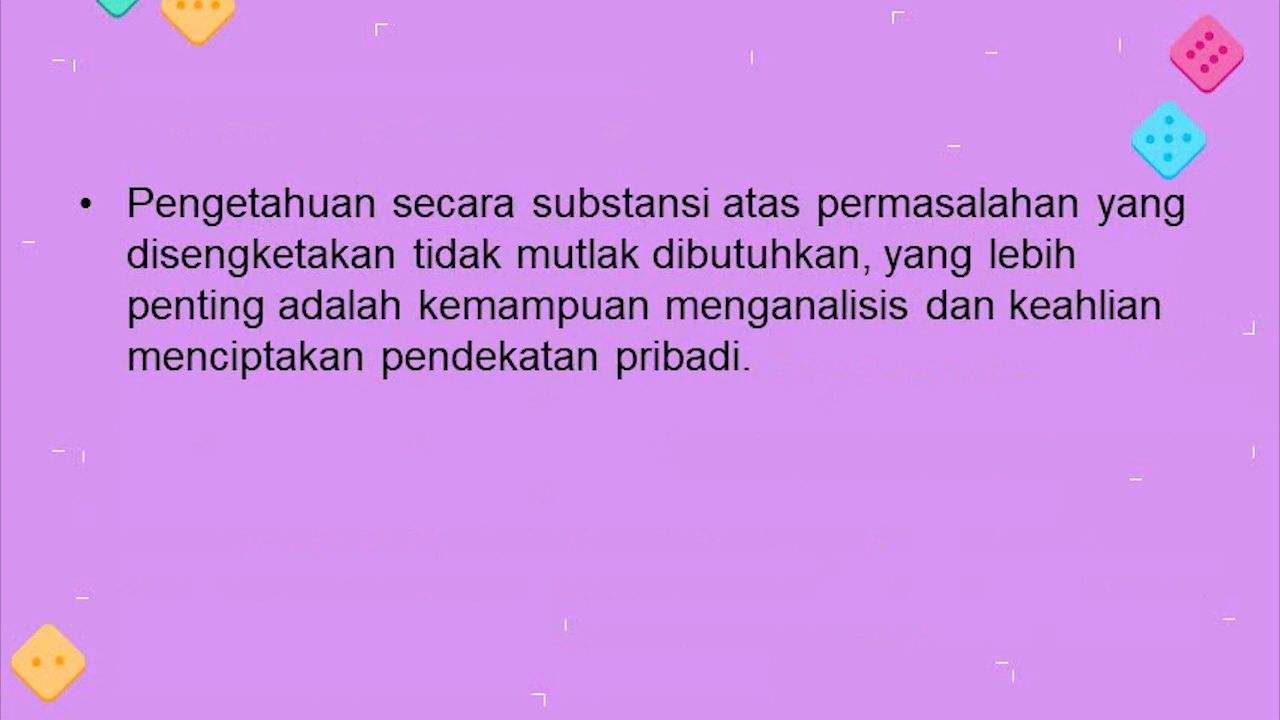 • Pengetahuan secara substansi atas permasalahan yang
disengketakan tidak mutlak dibutuhkan, yang lebih
penting adalah kemampuan menganalisis dan keahlian
menciptakan pendekatan pribadi.